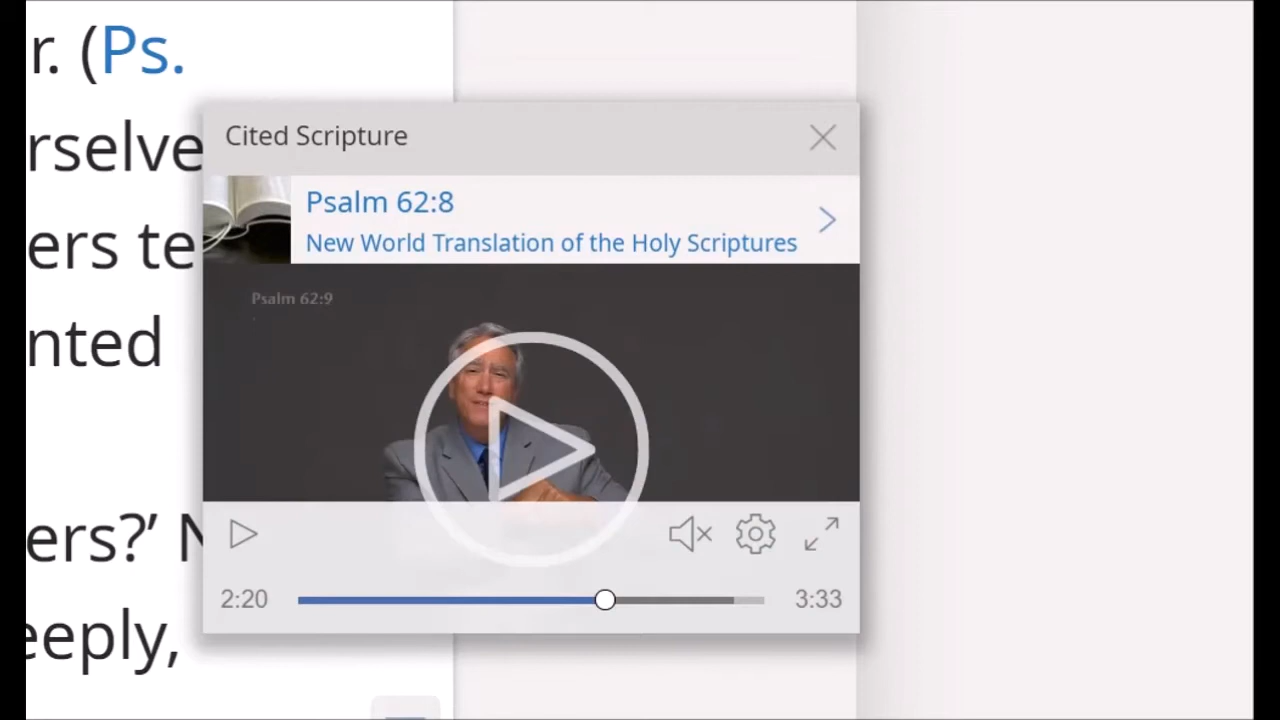 r. (Ps.
Cited Scripture
rselve
Psalm 62:8
New World Translation of the Holy Scriptures
ers te
Psalm 62:9
nted
ers?’ N
2:20
3:33
eeply,